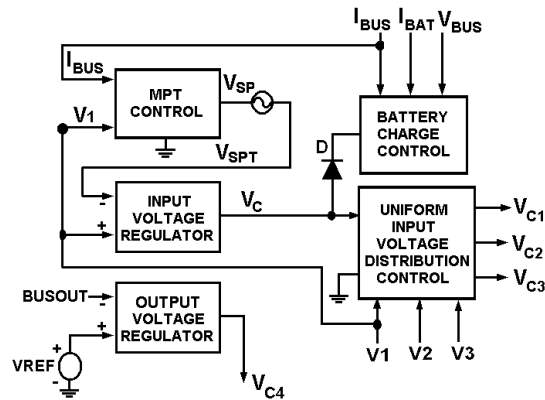 IBUS IBAT VBUS
IBUS
MPT
CONTROL
VSP
V1
VSPT
BATTERY
CHARGE
CONTROL
D
-
+
INPUT
VOLTAGE
REGULATOR
VC
UNIFORM
INPUT
VOLTAGE
DISTRIBUTION
CONTROL
VC1
VC2
VC3
BUSOUT
-
+
OUTPUT
VOLTAGE
REGULATOR
VREF
+
-
VC4
V1 V2 V3